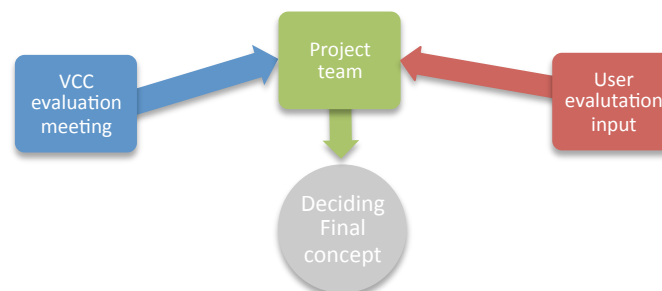 Project
team
VCC
evaluation
meeting
User
evalutation
input
Deciding
Final
concept